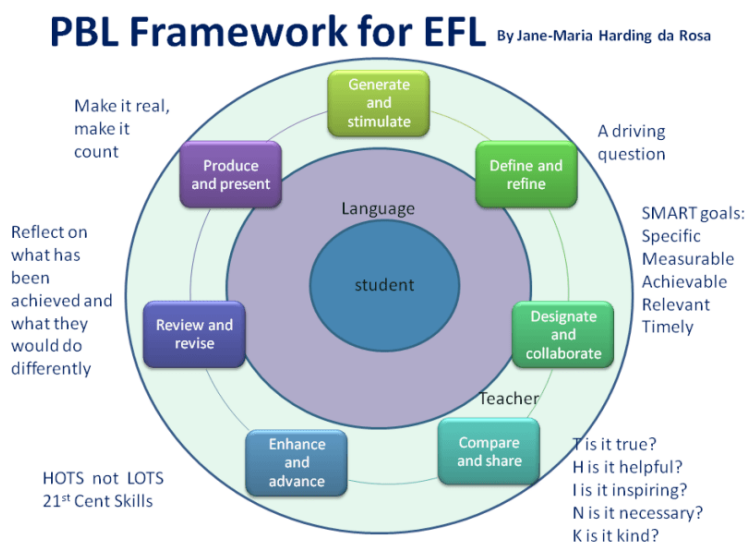 PBL Framework for EFL By Jane-Maria Harding da Rosa
Generate
and
stimulate
Make it real,
make it
count
A driving
question
Produce
and present
Define and
refine
Language
SMART goals:
Specific
Measurable
Achievable
Relevant
Timely
Reflect on
what has
been
achieved and
what they
would do
differently
student
Review and
revise
Designate
and
collaborate
Teacher
Enhance
and
advance
Compare
and share
T is it true?
H is it helpful?
I is it inspiring?
N is it necessary?
K is it kind?
HOTS not LOTS
21st Cent Skills